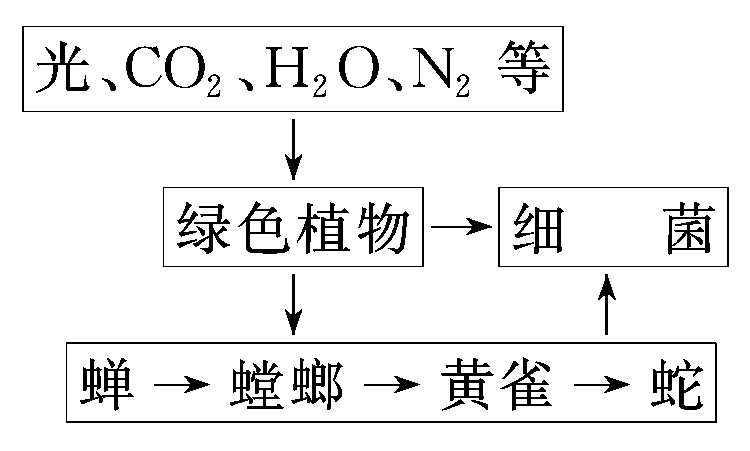 光、CO₂、H₂O、N₂ 等
绿色植物 → 细 菌
蝉 → 螳螂 → 黄雀 → 蛇